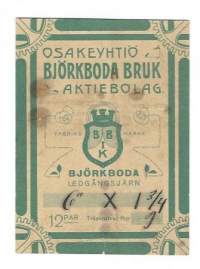 OSAKEYHTIÖ
BJÖRKBODA BRUK
AKTIEBOLAG.
FABRIKS MÄRKE
B B
I K
BJÖRKBODA
LEDGÅNGSJÄRN
6" X 1 3/4
12 PAR